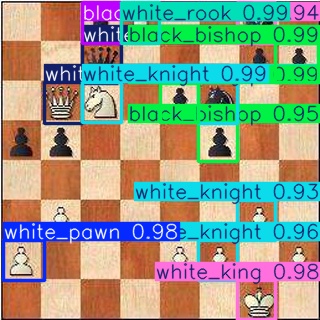 blac white_rook 0.99 94
whit black_bishop 0.99
whit white_knight 0.99 0.99
black_bishop 0.95
white_knight 0.93
white_pawn 0.98 white_knight 0.96
white_king 0.98